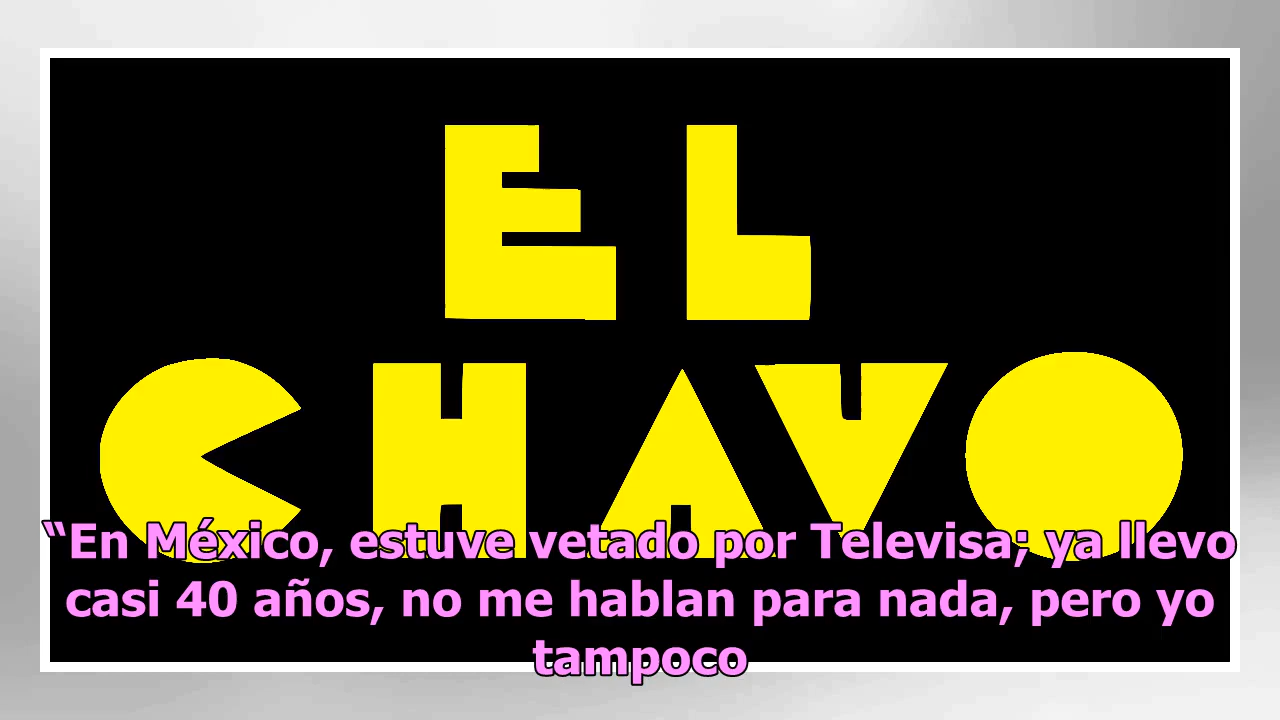 EL
CHAVO
“En México, estuve vetado por Televisa; ya llevo
casi 40 años, no me hablan para nada, pero yo
tampoco